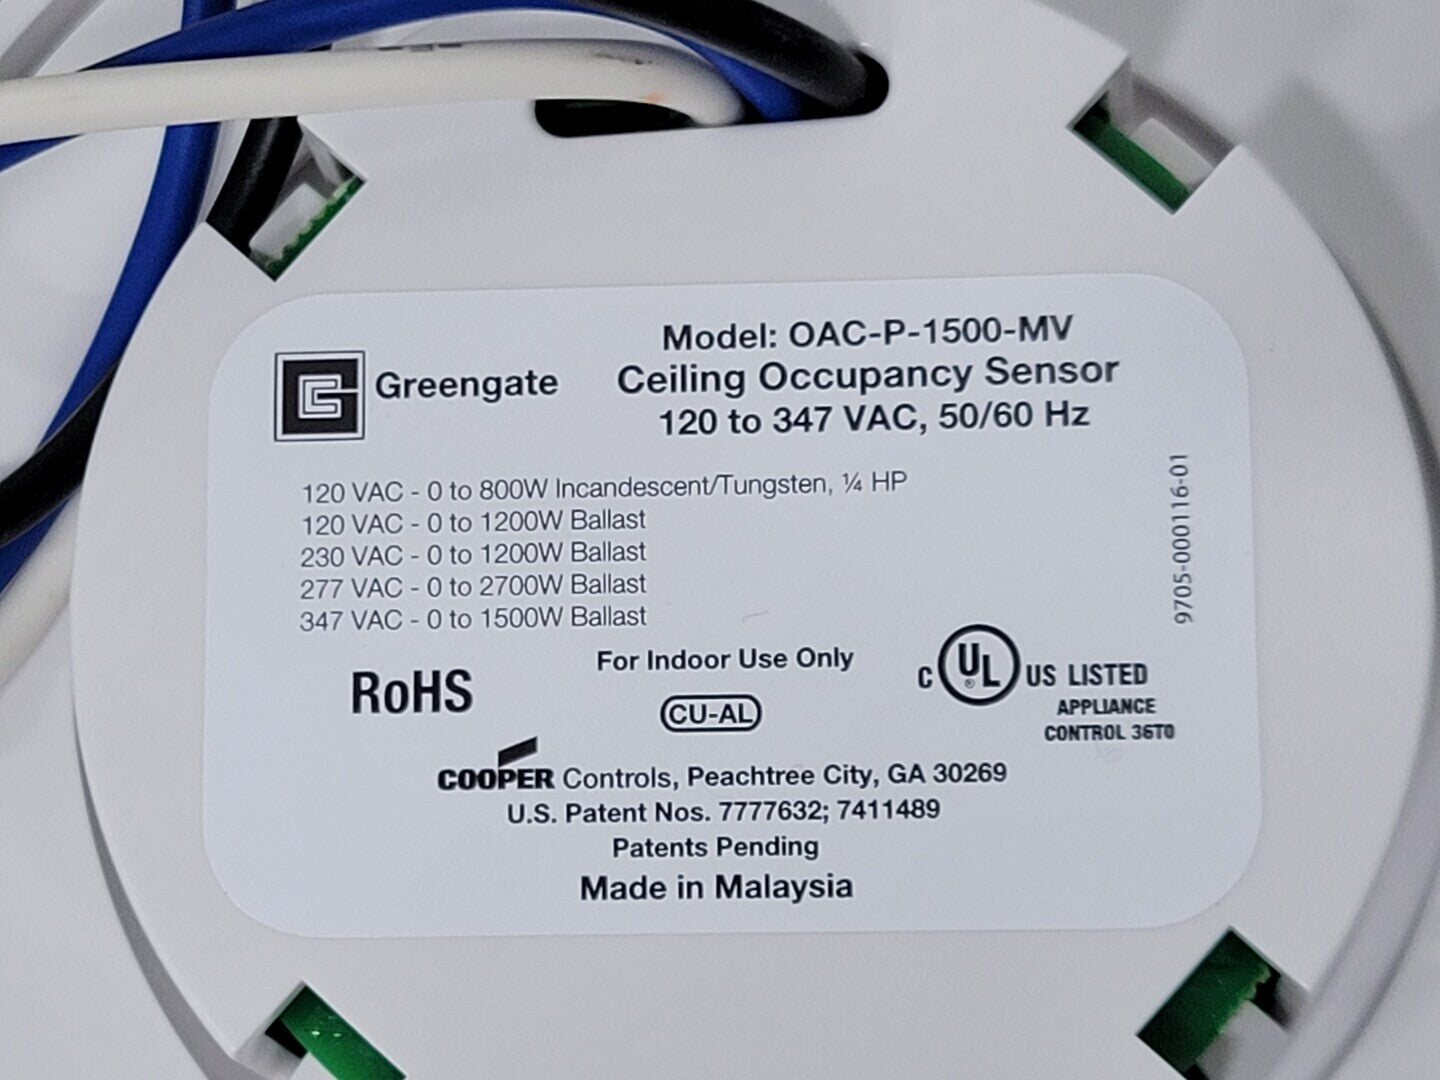 Model: OAC-P-1500-MV
Greengate
Ceiling Occupancy Sensor
120 to 347 VAC, 50/60 Hz
120 VAC - 0 to 800W Incandescent/Tungsten, ¼ HP
120 VAC - 0 to 1200W Ballast
230 VAC - 0 to 1200W Ballast
277 VAC - 0 to 2700W Ballast
347 VAC - 0 to 1500W Ballast
9705-000116-01
RoHS
For Indoor Use Only
CU-AL
C UL ® US LISTED
APPLIANCE
CONTROL 36T0
COOPER Controls, Peachtree City, GA 30269
U.S. Patent Nos. 7777632; 7411489
Patents Pending
Made in Malaysia